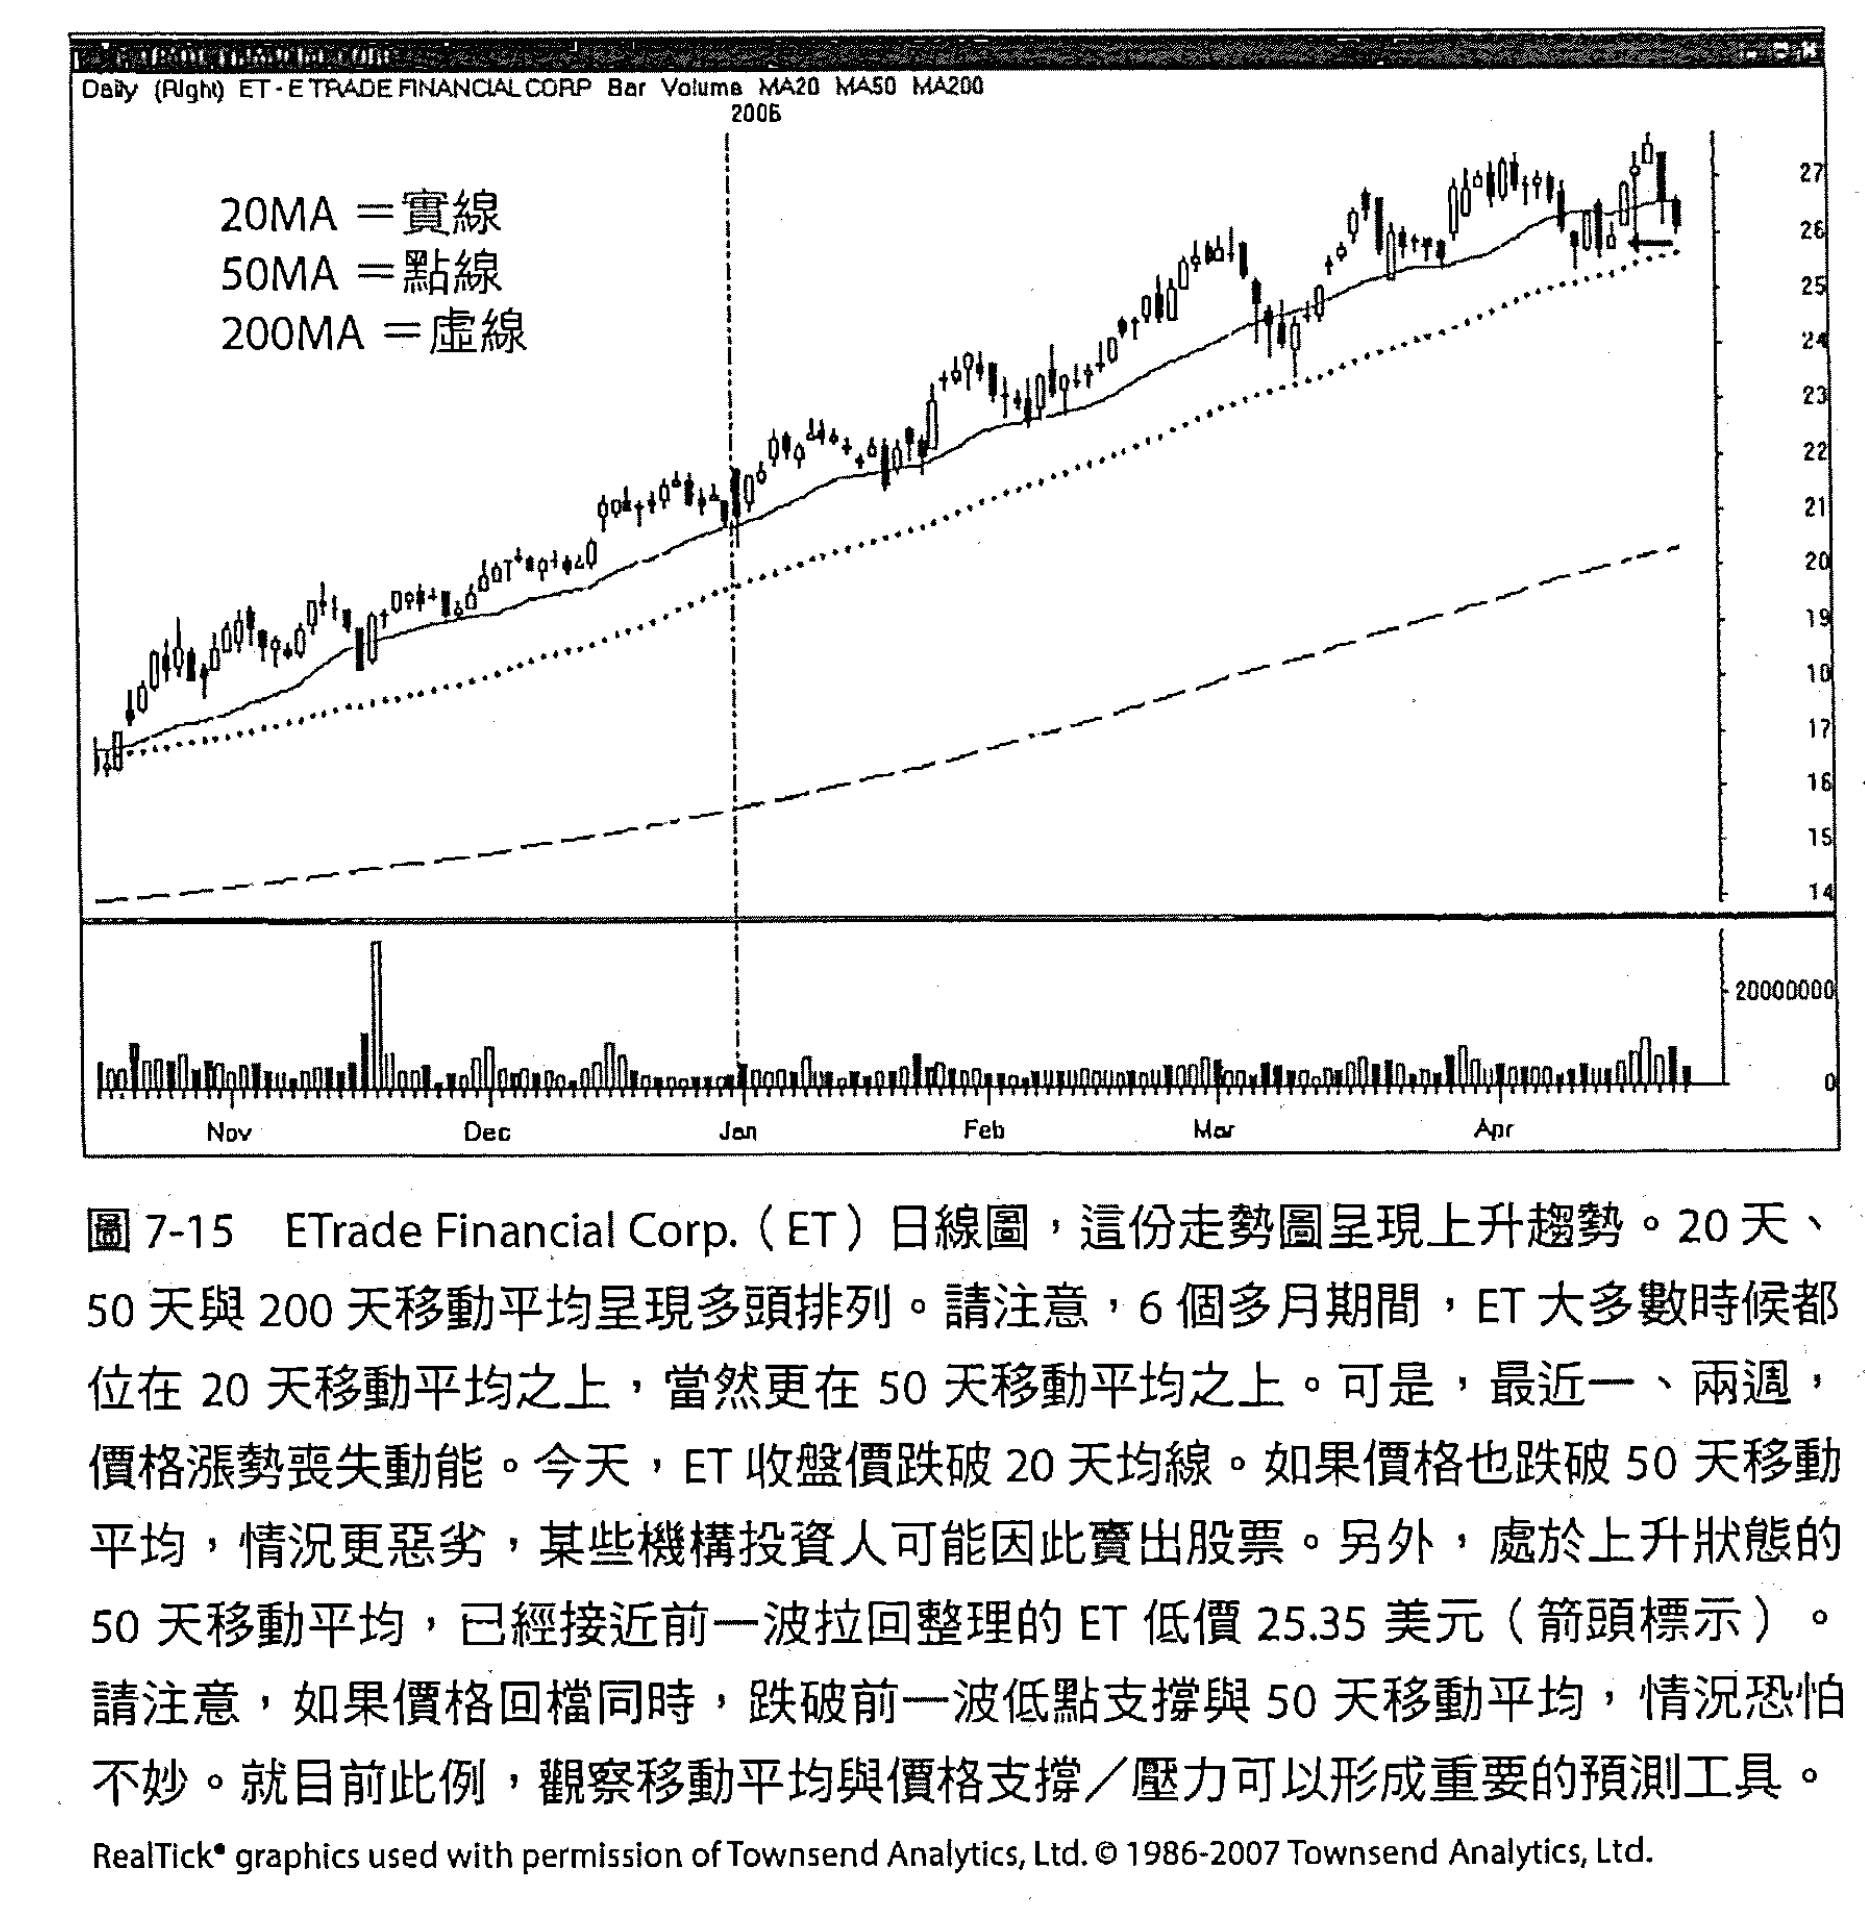 Daily (Right) ET - E TRADE FINANCIAL CORP Bar Volume MA20 MA50 MA200
2006
20MA =實線
50MA =點線
200MA =虛線
27
26
25
24
23
22
21
20
19
18
17
16
15
14
20000000
0
Nov Dec Jan Feb Mar Apr
圖 7-15 ETrade Financial Corp.（ET）日線圖，這份走勢圖呈現上升趨勢。20 天、
50 天與 200 天移動平均呈現多頭排列。請注意，6 個多月期間，ET 大多數時候都
位在 20 天移動平均之上，當然更在 50 天移動平均之上。可是，最近一、兩週，
價格漲勢喪失動能。今天，ET 收盤價跌破 20 天均線。如果價格也跌破 50 天移動
平均，情況更惡劣，某些機構投資人可能因此賣出股票。另外，處於上升狀態的
50 天移動平均，已經接近前一波拉回整理的 ET 低價 25.35 美元（箭頭標示）。
請注意，如果價格回檔同時，跌破前一波低點支撐與 50 天移動平均，情況恐怕
不妙。就目前此例，觀察移動平均與價格支撐／壓力可以形成重要的預測工具。
RealTick® graphics used with permission of Townsend Analytics, Ltd. © 1986-2007 Townsend Analytics, Ltd.